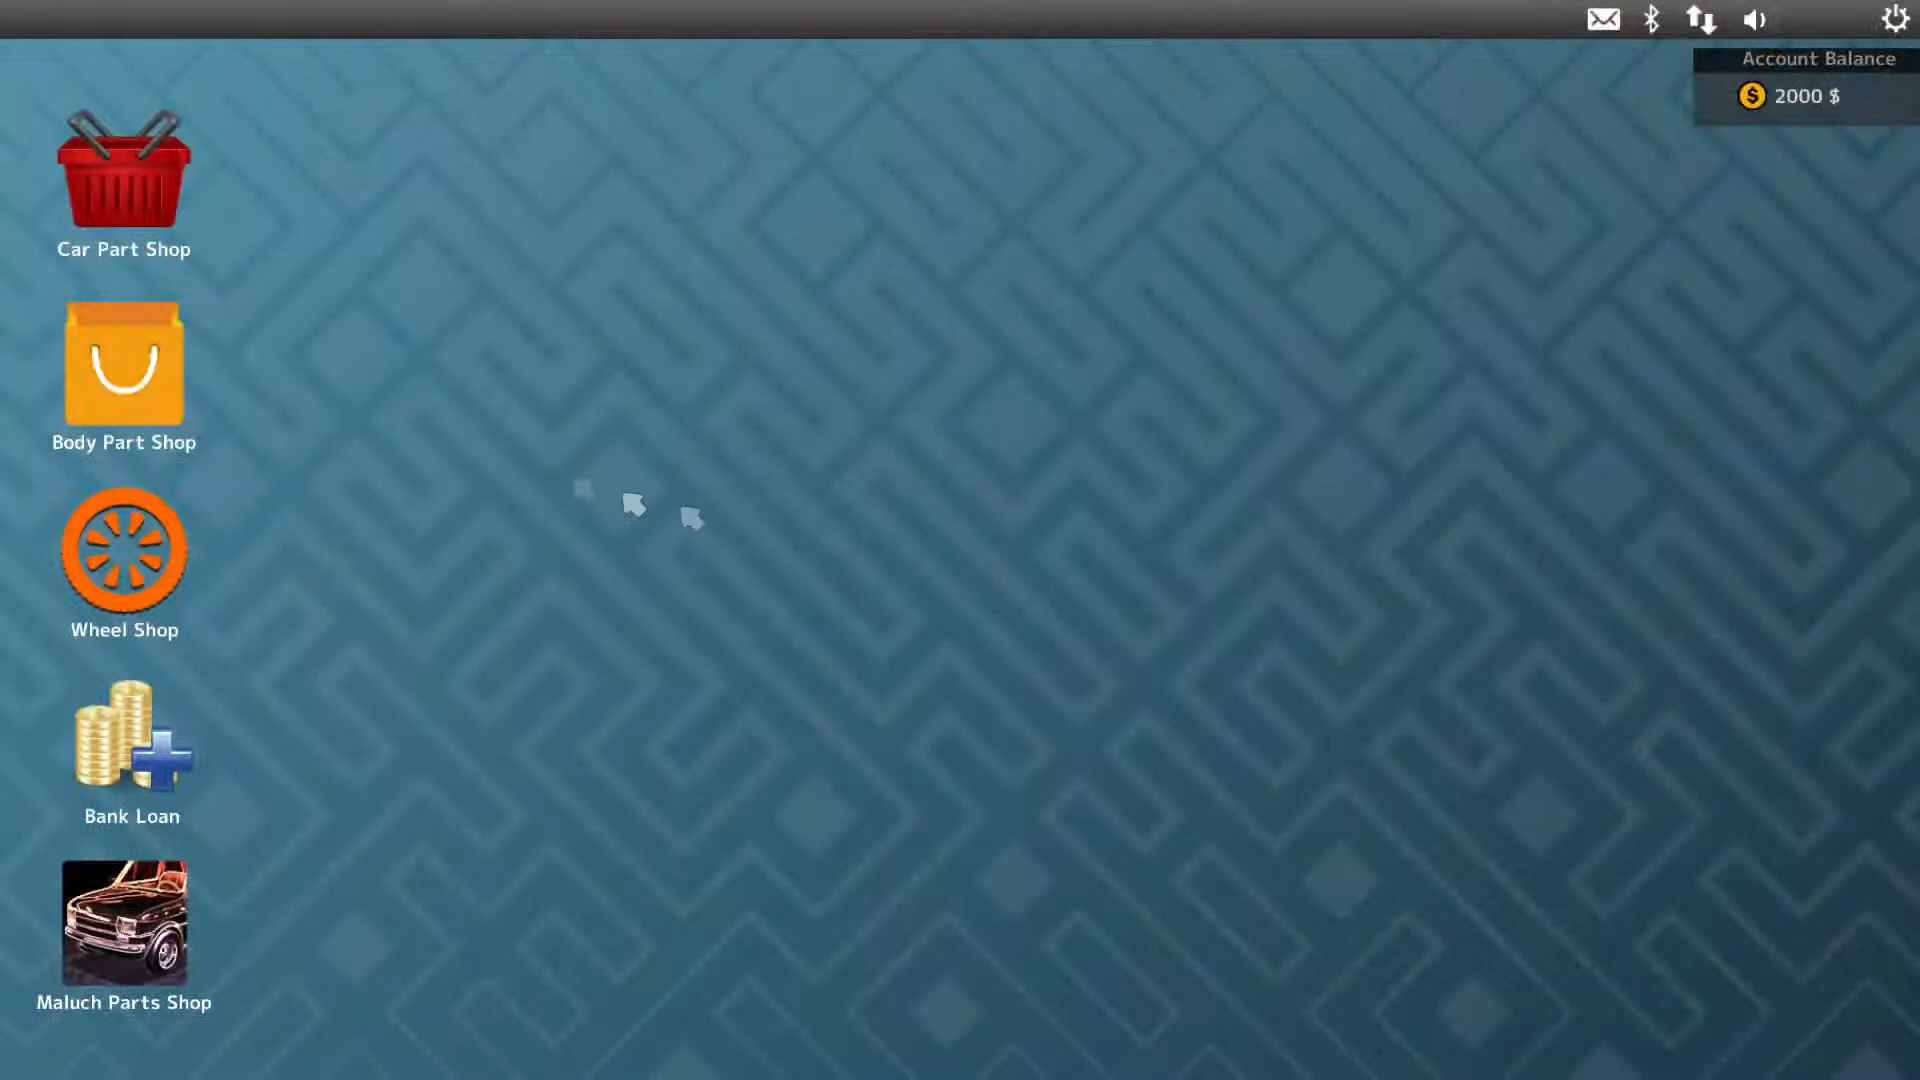 Account Balance
2000 $
Car Part Shop
Body Part Shop
Wheel Shop
Bank Loan
Maluch Parts Shop